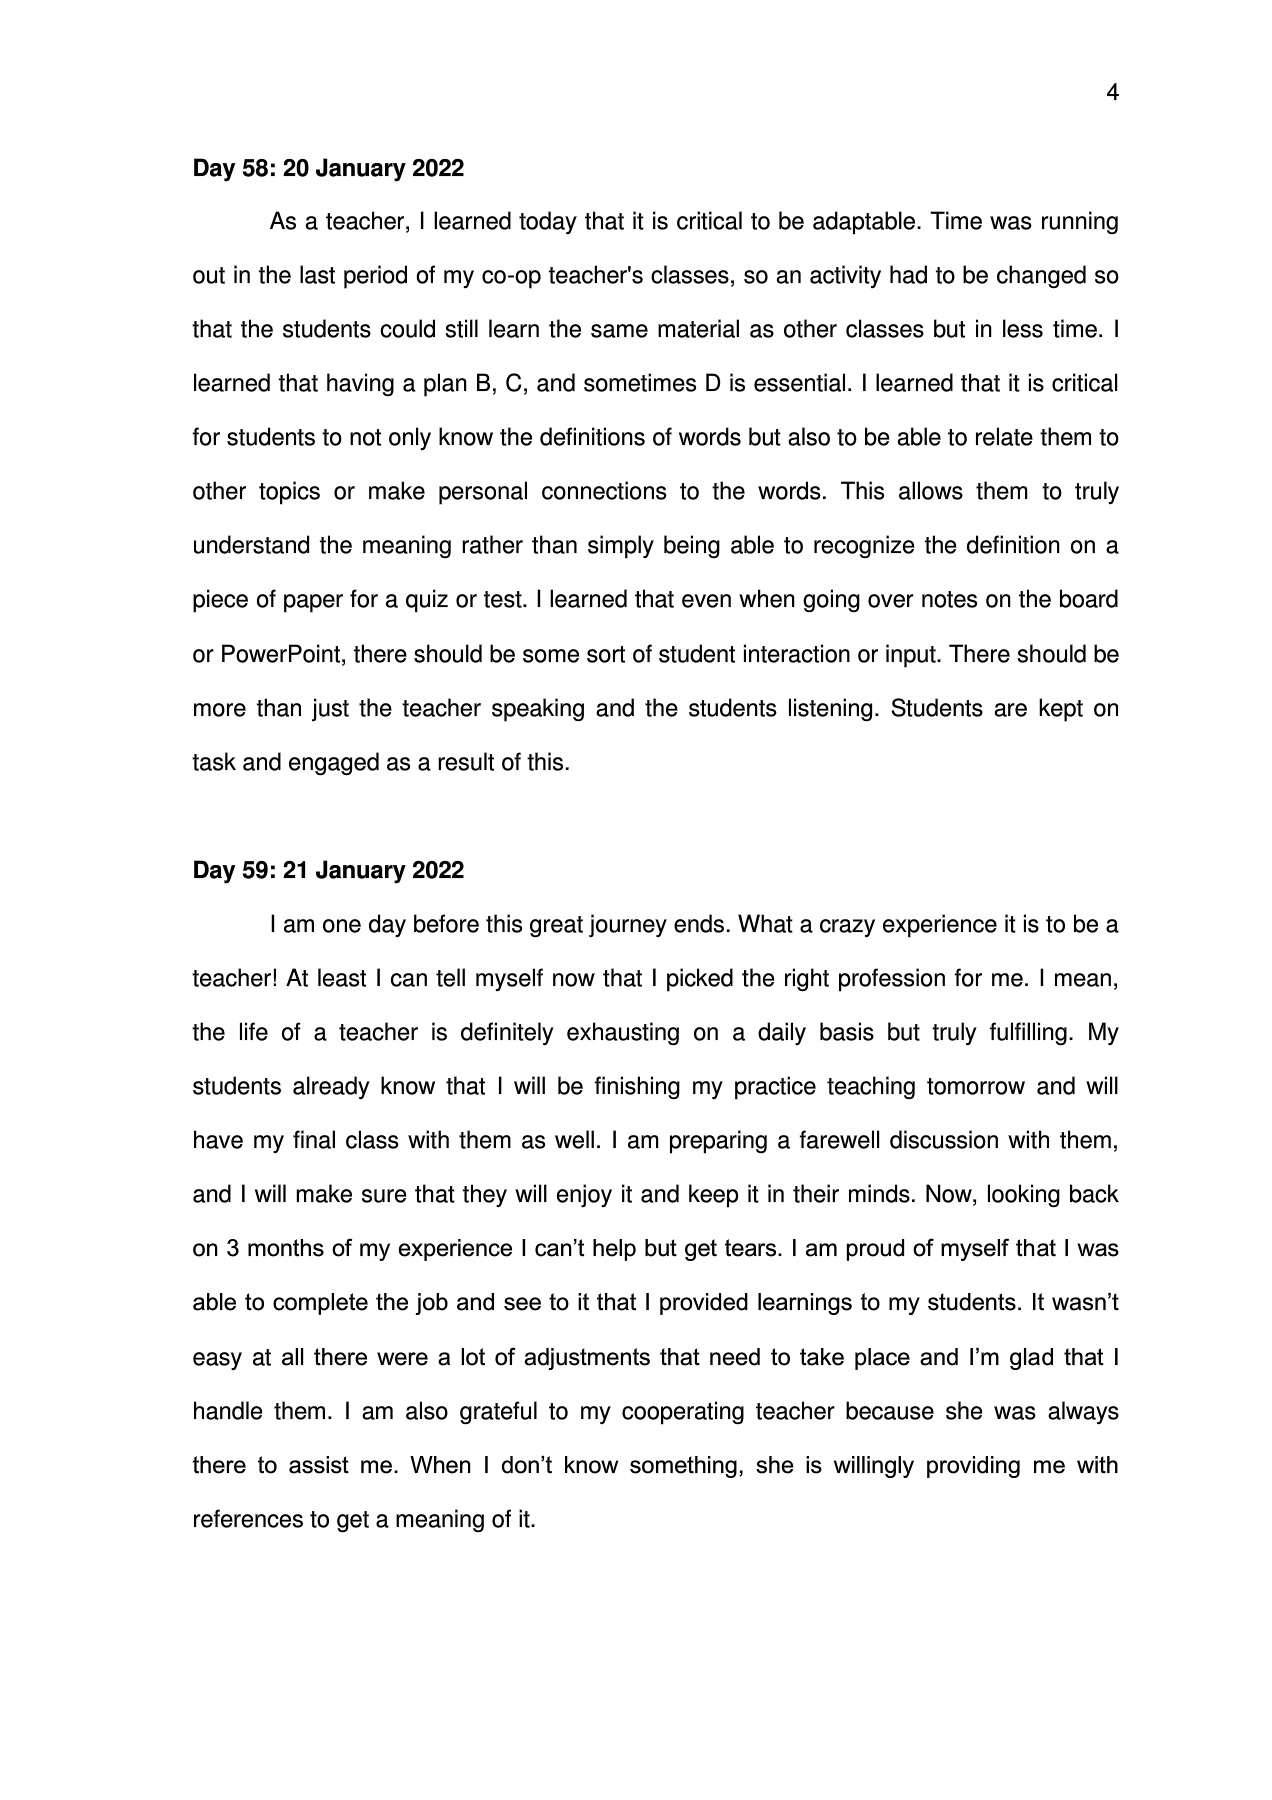 4
Day 58: 20 January 2022
As a teacher, I learned today that it is critical to be adaptable. Time was running
out in the last period of my co-op teacher's classes, so an activity had to be changed so
that the students could still learn the same material as other classes but in less time. I
learned that having a plan B, C, and sometimes D is essential. I learned that it is critical
for students to not only know the definitions of words but also to be able to relate them to
other topics or make personal connections to the words. This allows them to truly
understand the meaning rather than simply being able to recognize the definition on a
piece of paper for a quiz or test. I learned that even when going over notes on the board
or PowerPoint, there should be some sort of student interaction or input. There should be
more than just the teacher speaking and the students listening. Students are kept on
task and engaged as a result of this.
Day 59: 21 January 2022
I am one day before this great journey ends. What a crazy experience it is to be a
teacher! At least I can tell myself now that I picked the right profession for me. I mean,
the life of a teacher is definitely exhausting on a daily basis but truly fulfilling. My
students already know that I will be finishing my practice teaching tomorrow and will
have my final class with them as well. I am preparing a farewell discussion with them,
and I will make sure that they will enjoy it and keep it in their minds. Now, looking back
on 3 months of my experience I can’t help but get tears. I am proud of myself that I was
able to complete the job and see to it that I provided learnings to my students. It wasn’t
easy at all there were a lot of adjustments that need to take place and I’m glad that I
handle them. I am also grateful to my cooperating teacher because she was always
there to assist me. When I don’t know something, she is willingly providing me with
references to get a meaning of it.